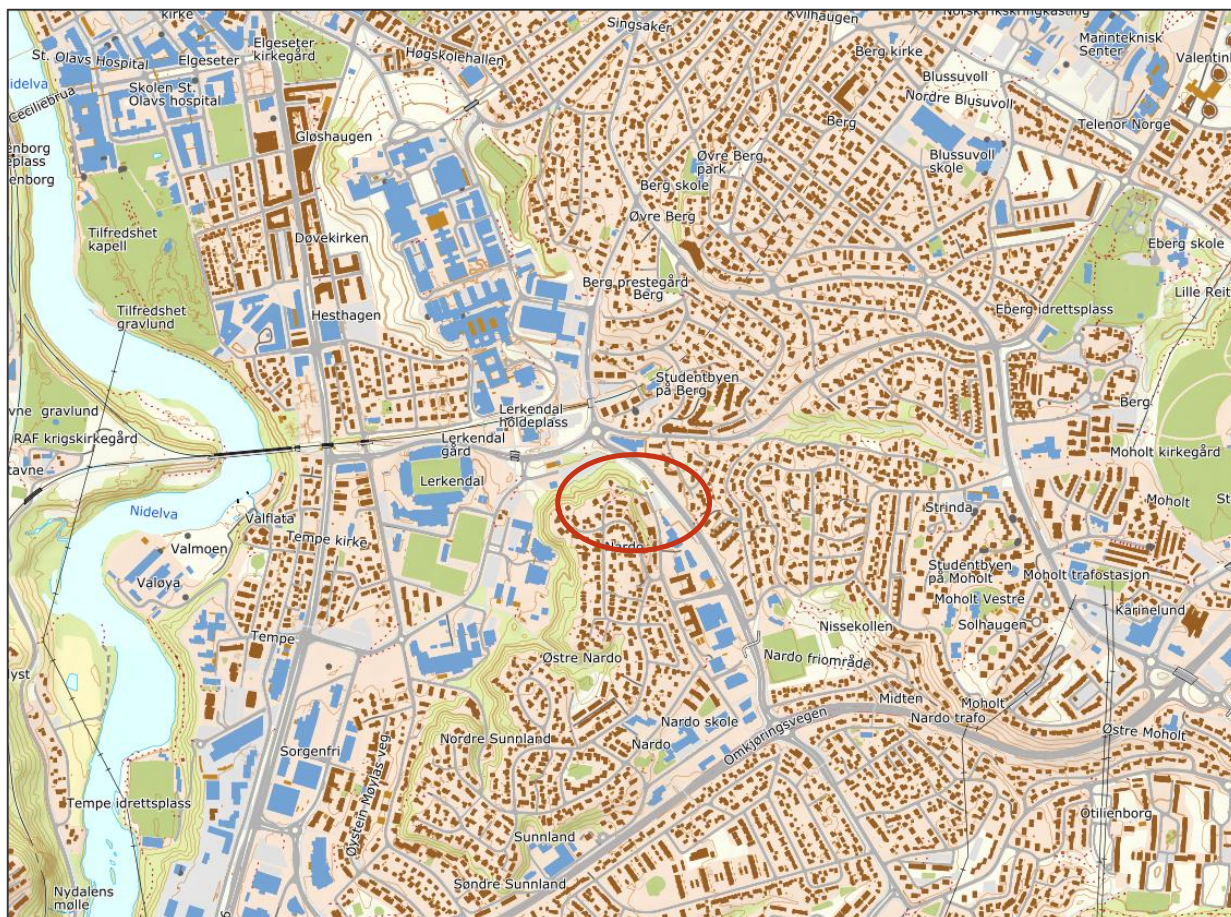 kirke
St. Olavs Hospital
Elgeseter
Elgeseter
kirkegård
Høgskolehallen
Singsaker
Kvilhaugen
Berg kirke
Marinteknisk
Senter
Blussuvoll
Nordre Blusuvoll
Telenor Norge
Skolen St.
Olavs hospital
Ceciliebrua
Gløshaugen
Berg
Blussuvoll
skole
Øvre Berg
park
Berg skole
Øvre Berg
Tilfredshet
kapell
Døvekirken
Eberg skole
Berg prestegård
Berg
Tilfredshet
gravlund
Hesthagen
Eberg idrettsplass
Studentbyen
på Berg
Lerkendal
holdeplass
Berg
gravlund
RAF krigskirkegård
Lerkendal
gård
Moholt kirkegård
Lerkendal
Moholt
Nidelva
Valflata
Strinda
Tempe kirke
Nardo
Valmoen
Studentbyen
på Moholt
Moholt trafostasjon
Valøya
Moholt Vestre
Karinelund
Solhaugen
Tempe
Nissekollen
Østre Nardo
Nardo friområde
Midten
Moholt
Nardo trafo
Nardo skole
Omkjøringsvegen
Østre Moholt
Nordre Sunnland
Nardo
Sorgenfri
Øystein Møylas veg
Tempe idrettsplass
Otilienborg
Sunnland
Søndre Sunnland
Nydalens
mølle